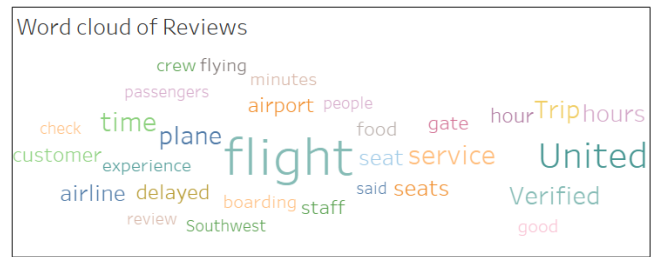 Word cloud of Reviews
crew flying
minutes
passengers
airport people
hour Trip hours
check time plane food gate
customer experience flight seat service United
airline delayed said seats Verified
boarding staff
review Southwest good